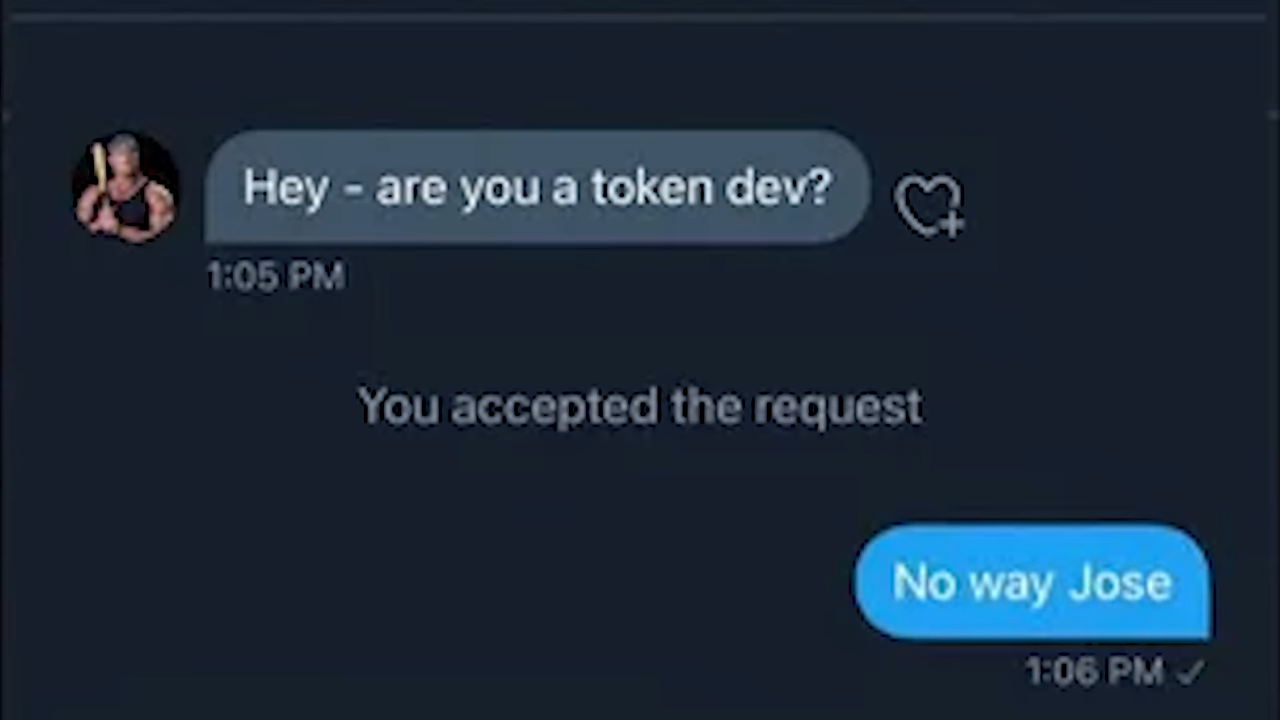 Hey - are you a token dev?
1:05 PM
You accepted the request
No way Jose
1:06 PM